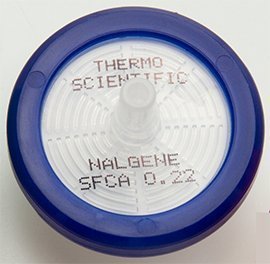 THERMO
SCIENTIFIC
NALGENE
SFCA 0.22